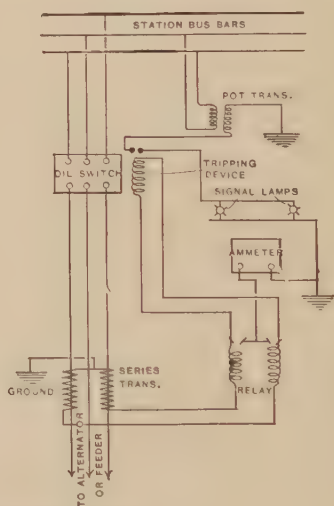 STATION BUS BARS
POT TRANS.
OIL SWITCH
TRIPPING
DEVICE
SIGNAL LAMPS
AMMETER
GROUND
SERIES
TRANS.
RELAY
TO ALTERNATOR
OR FEEDER